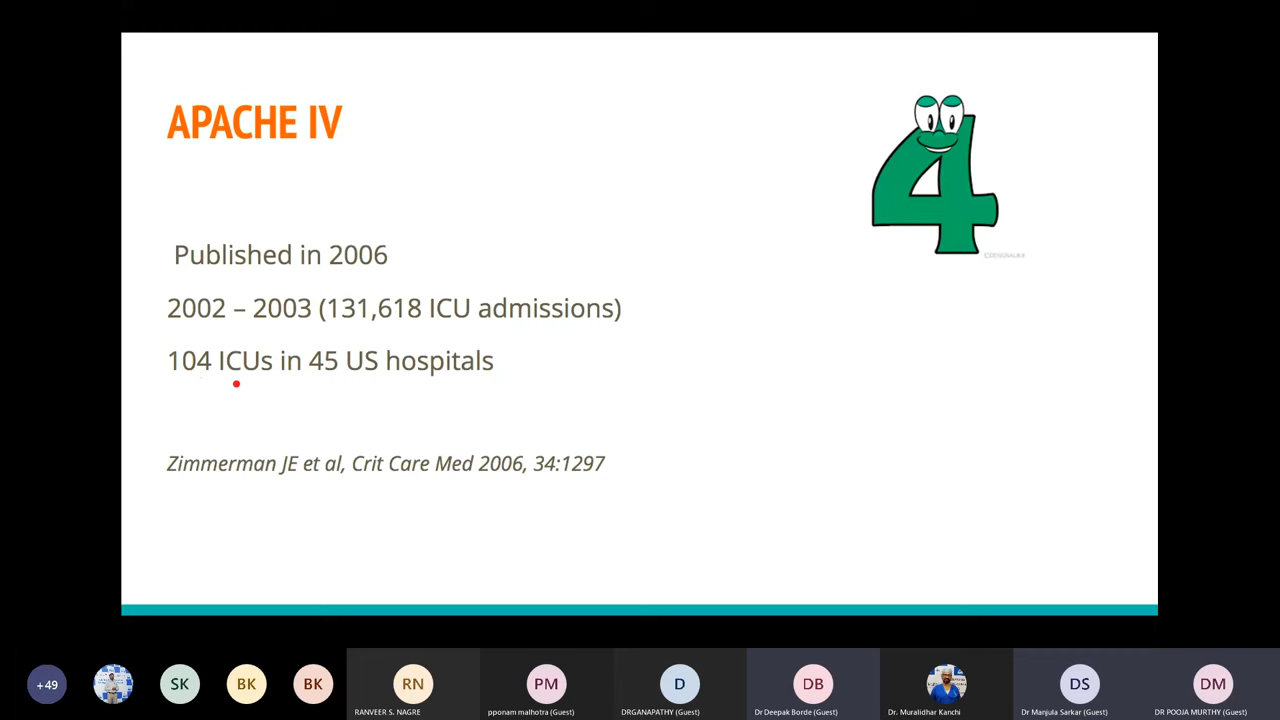 APACHE IV
Published in 2006
2002 – 2003 (131,618 ICU admissions)
104 ICUs in 45 US hospitals
Zimmerman JE et al, Crit Care Med 2006, 34:1297
+49
SK
BK
BK
RN
PM
D
DB
DS
DM
RANVEER S. NAGRE
pponam malhotra (Guest)
DRGANAPATHY (Guest)
Dr Deepak Borde (Guest)
Dr. Muralidhar Kanchi
Dr Manjula Sarkar (Guest)
DR POOJA MURTHY (Guest)